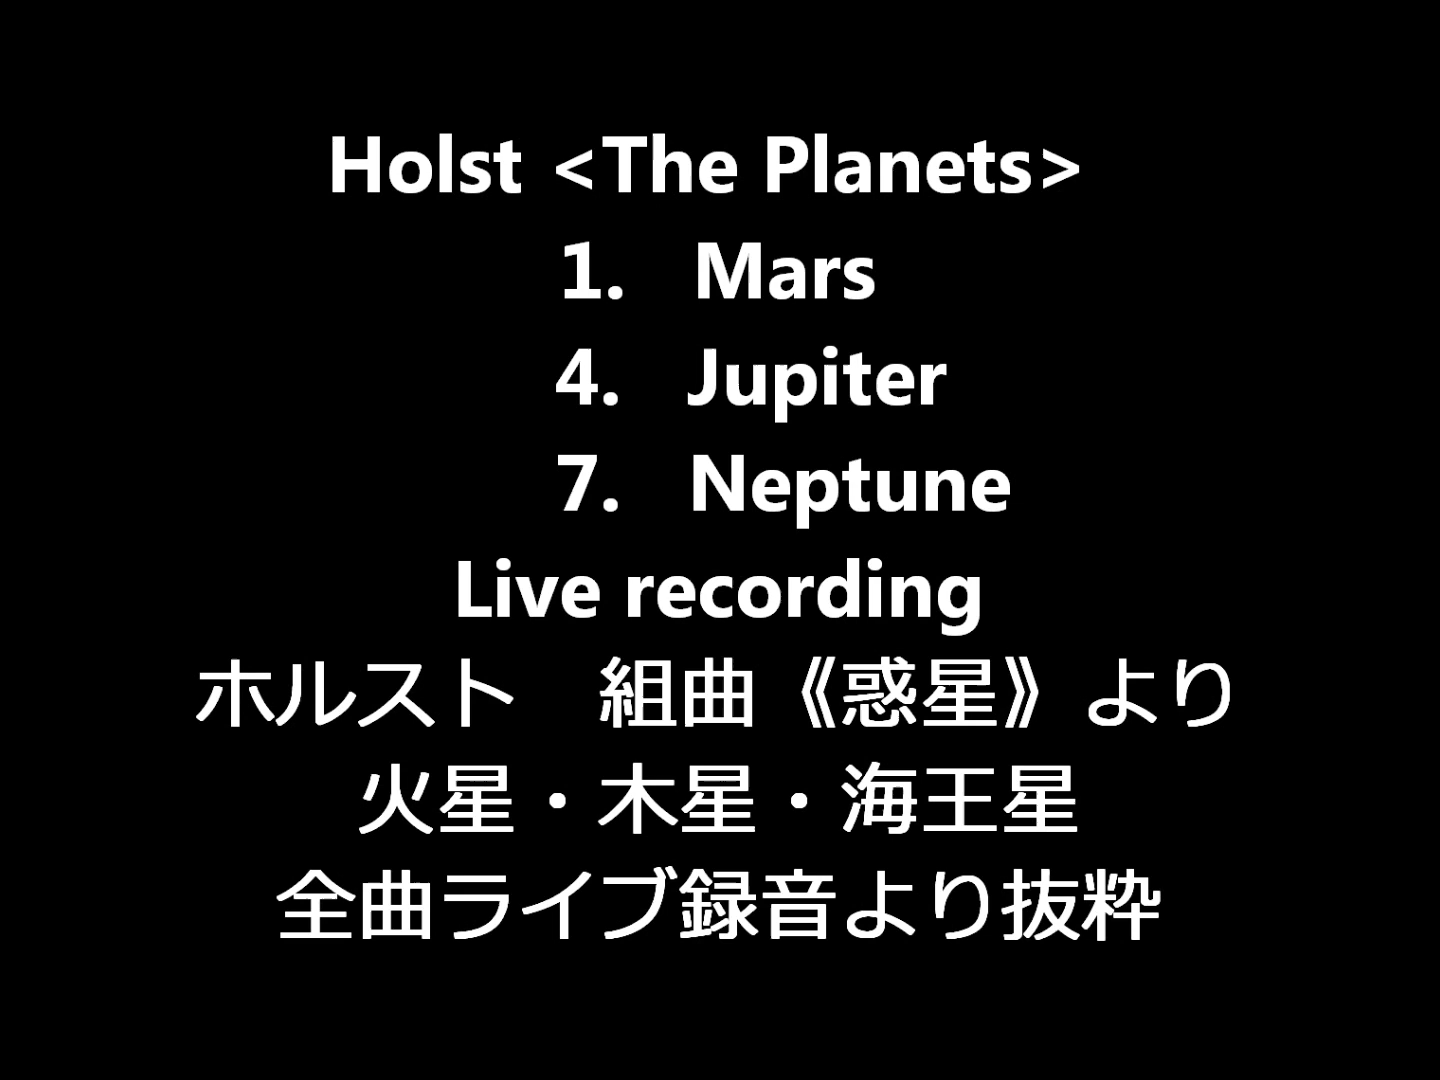 Holst <The Planets>
1. Mars
4. Jupiter
7. Neptune
Live recording
ホルスト　組曲《惑星》より
火星・木星・海王星
全曲ライブ録音より抜粋